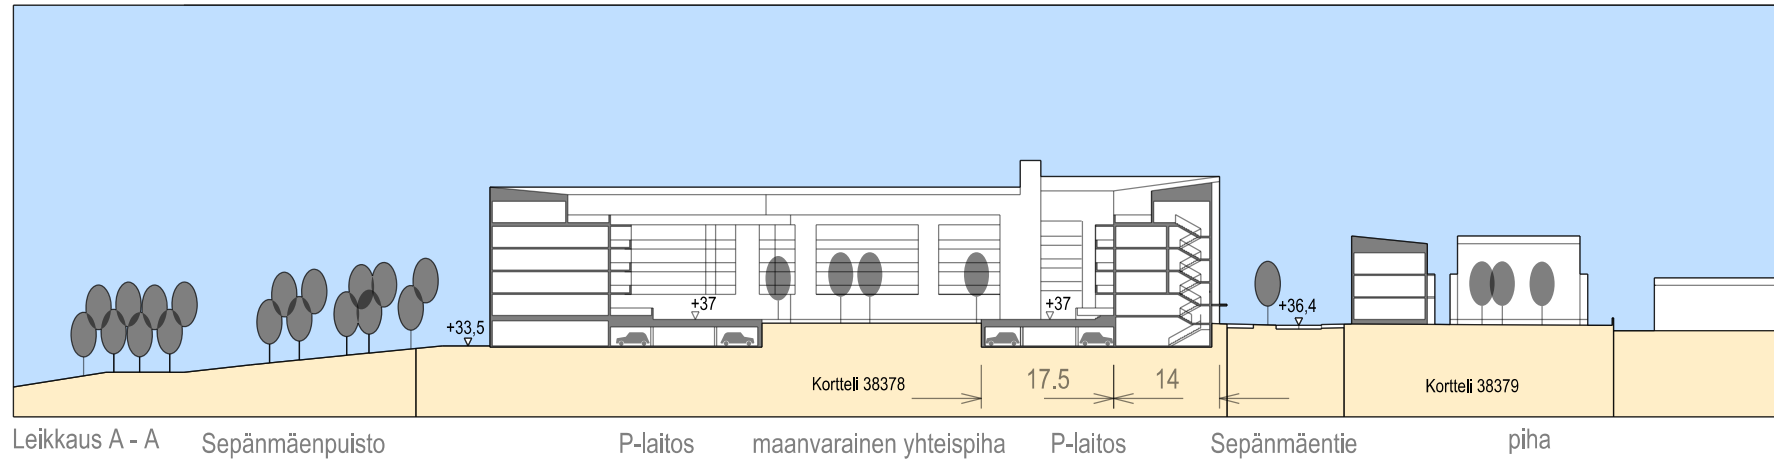 +37
+37
+36,4
+33,5
17.5
14
Kortteli 38378
Kortteli 38379
Leikkaus A - A
Sepänmäenpuisto
P-laitos
maanvarainen yhteispiha
P-laitos
Sepänmäentie
piha